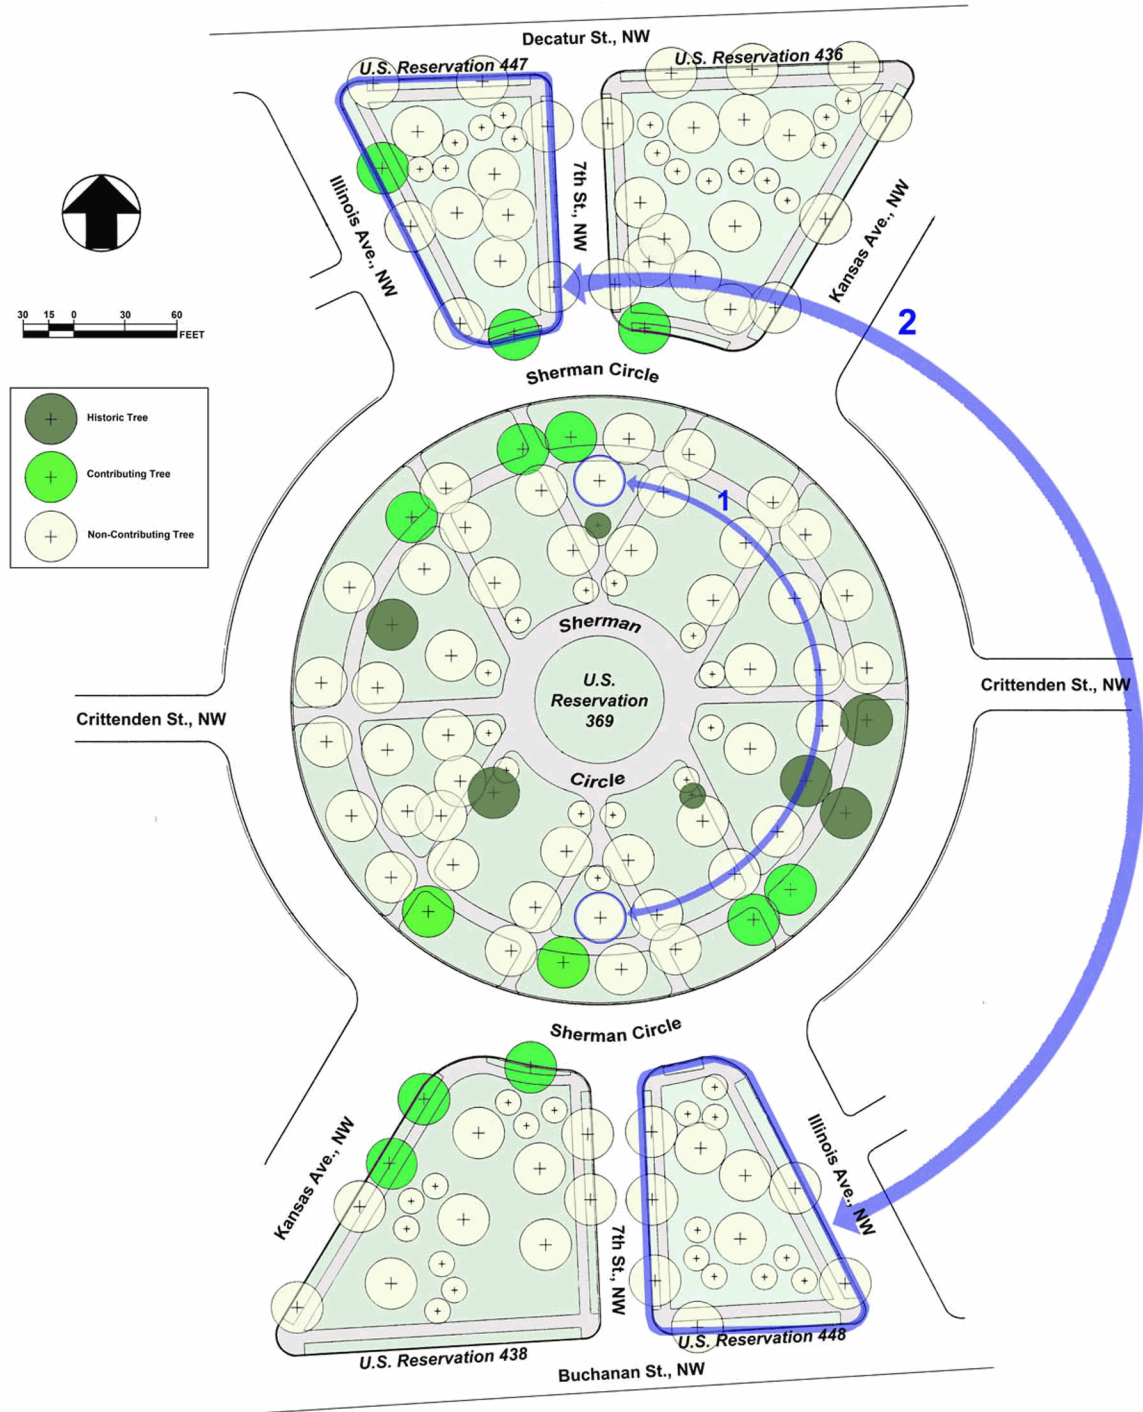 Decatur St., NW
U.S. Reservation 447
U.S. Reservation 436
7th St., NW
Illinois Ave., NW
Kansas Ave., NW
30 15 0 30 60
FEET
2
Sherman Circle
Historic Tree
Contributing Tree
Non-Contributing Tree
1
Sherman
U.S.
Reservation
369
Circle
Crittenden St., NW
Crittenden St., NW
Sherman Circle
Kansas Ave., NW
7th St., NW
Illinois Ave., NW
U.S. Reservation 438
U.S. Reservation 448
Buchanan St., NW